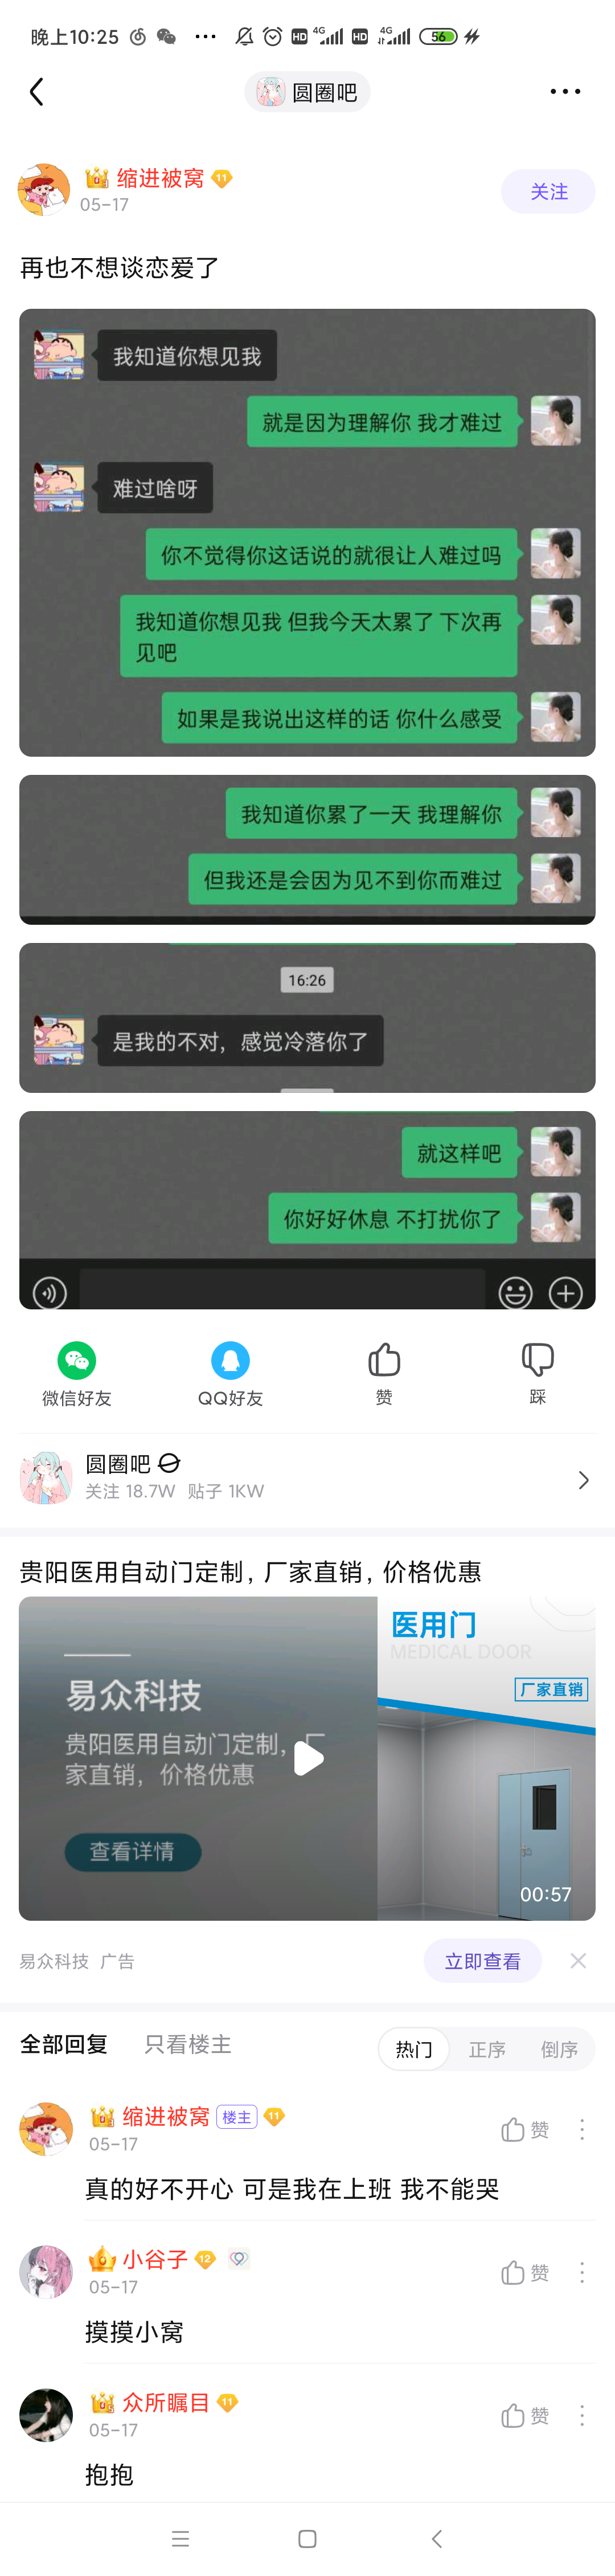 晚上10:25
HD
4G
HD
4G
56
圆圈吧
缩进被窝
11
05-17
关注
再也不想谈恋爱了
我知道你想见我
就是因为理解你 我才难过
难过啥呀
你不觉得你这话说的就很让人难过吗
我知道你想见我 但我今天太累了 下次再
见吧
如果是我说出这样的话 你什么感受
我知道你累了一天 我理解你
但我还是会因为见不到你而难过
16:26
是我的不对，感觉冷落你了
就这样吧
你好好休息 不打扰你了
微信好友
QQ好友
赞
踩
圆圈吧
关注 18.7W 贴子 1KW
贵阳医用自动门定制，厂家直销，价格优惠
医用门
MEDICAL DOOR
厂家直销
易众科技
贵阳医用自动门定制，厂
家直销，价格优惠
查看详情
00:57
易众科技 广告
立即查看
全部回复
只看楼主
热门
正序
倒序
缩进被窝
楼主
11
05-17
赞
真的好不开心 可是我在上班 我不能哭
小谷子
12
05-17
赞
摸摸小窝
众所瞩目
11
05-17
赞
抱抱